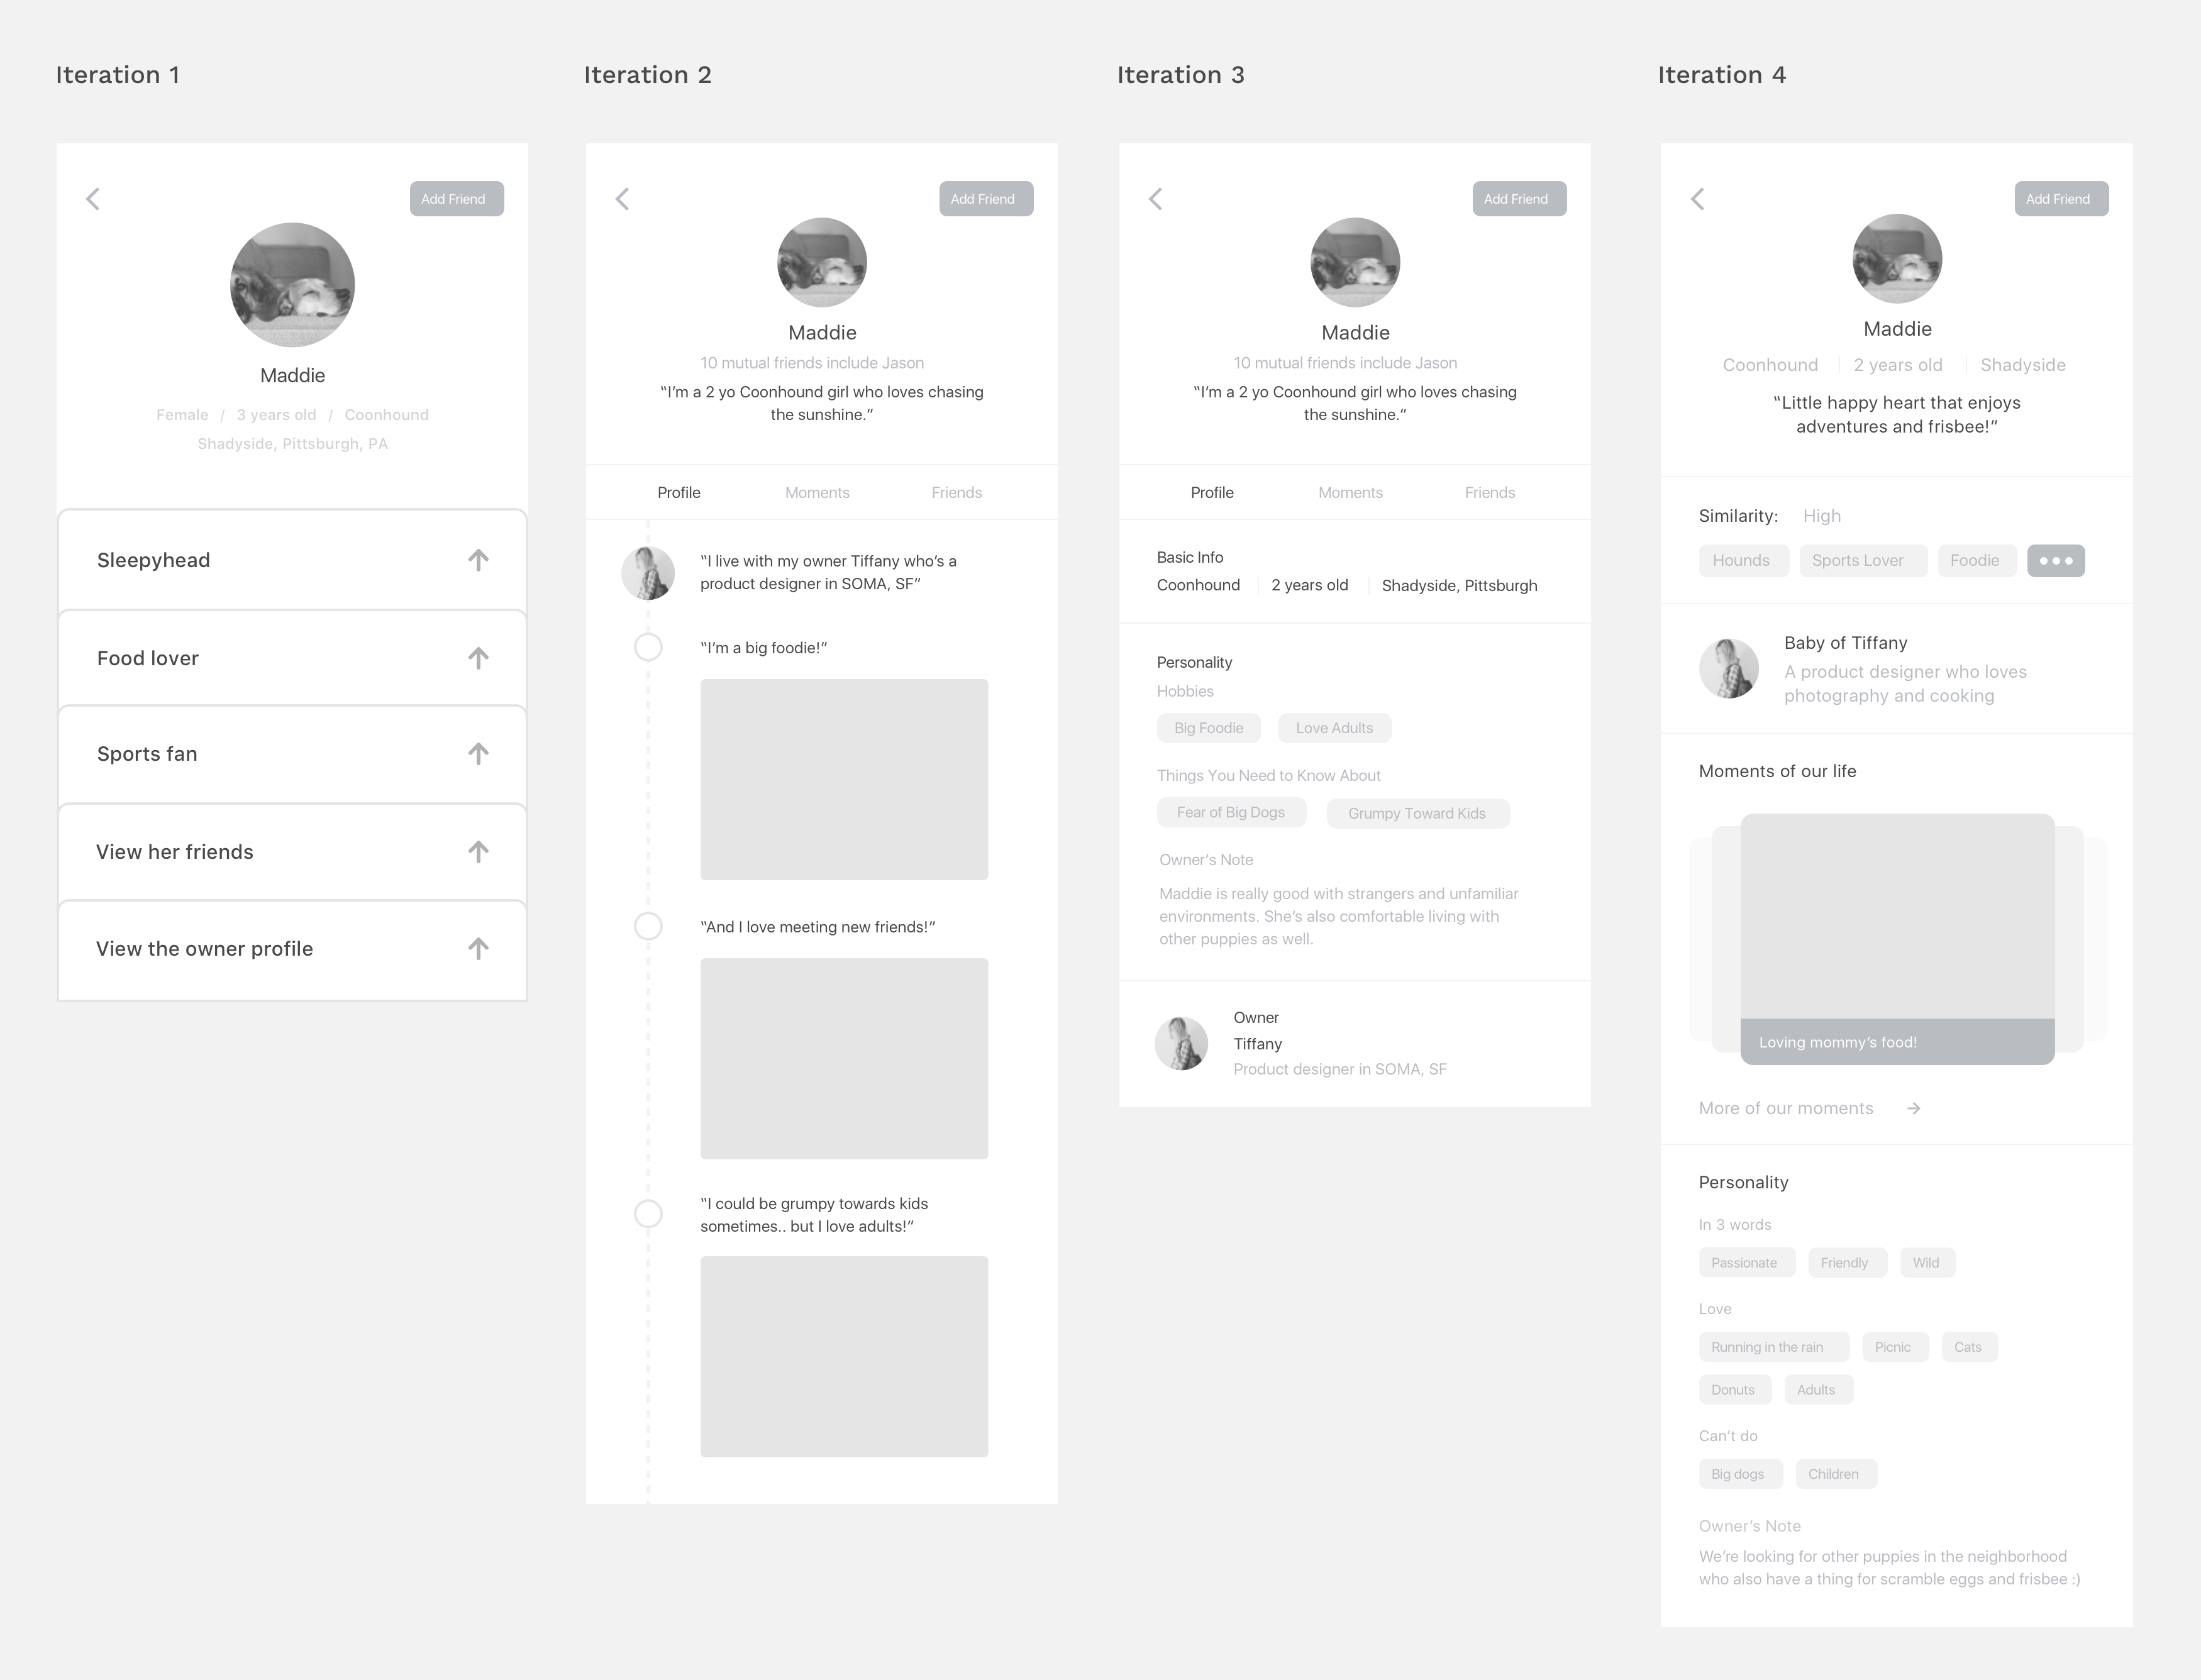 Iteration 1
Add Friend
Maddie
Female / 3 years old / Coonhound
Shadyside, Pittsburgh, PA
Sleepyhead
Food lover
Sports fan
View her friends
View the owner profile
Iteration 2
Add Friend
Maddie
10 mutual friends include Jason
“I’m a 2 yo Coonhound girl who loves chasing
the sunshine.”
Profile Moments Friends
“I live with my owner Tiffany who’s a
product designer in SOMA, SF”
“I’m a big foodie!”
“And I love meeting new friends!”
“I could be grumpy towards kids
sometimes.. but I love adults!”
Iteration 3
Add Friend
Maddie
10 mutual friends include Jason
“I’m a 2 yo Coonhound girl who loves chasing
the sunshine.”
Profile Moments Friends
Basic Info
Coonhound 2 years old Shadyside, Pittsburgh
Personality
Hobbies
Big Foodie Love Adults
Things You Need to Know About
Fear of Big Dogs Grumpy Toward Kids
Owner’s Note
Maddie is really good with strangers and unfamiliar
environments. She’s also comfortable living with
other puppies as well.
Owner
Tiffany
Product designer in SOMA, SF
Iteration 4
Add Friend
Maddie
Coonhound 2 years old Shadyside
“Little happy heart that enjoys
adventures and frisbee!”
Similarity: High
Hounds Sports Lover Foodie
Baby of Tiffany
A product designer who loves
photography and cooking
Moments of our life
Loving mommy’s food!
More of our moments
Personality
In 3 words
Passionate Friendly Wild
Love
Running in the rain Picnic Cats
Donuts Adults
Can’t do
Big dogs Children
Owner’s Note
We’re looking for other puppies in the neighborhood
who also have a thing for scramble eggs and frisbee :)